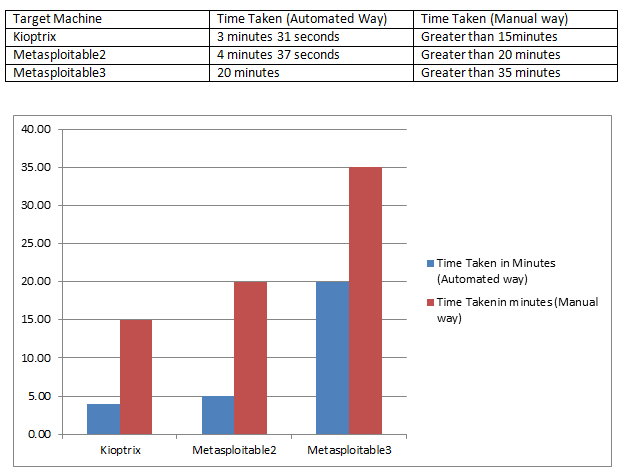 Target Machine Time Taken (Automated Way) Time Taken (Manual way)
Kioptrix 3 minutes 31 seconds Greater than 15minutes
Metasploitable2 4 minutes 37 seconds Greater than 20 minutes
Metasploitable3 20 minutes Greater than 35 minutes
40.00
35.00
30.00
25.00
20.00
15.00
10.00
5.00
0.00
Kioptrix Metasploitable2 Metasploitable3
Time Taken in Minutes
(Automated way)
Time Takenin minutes (Manual
way)